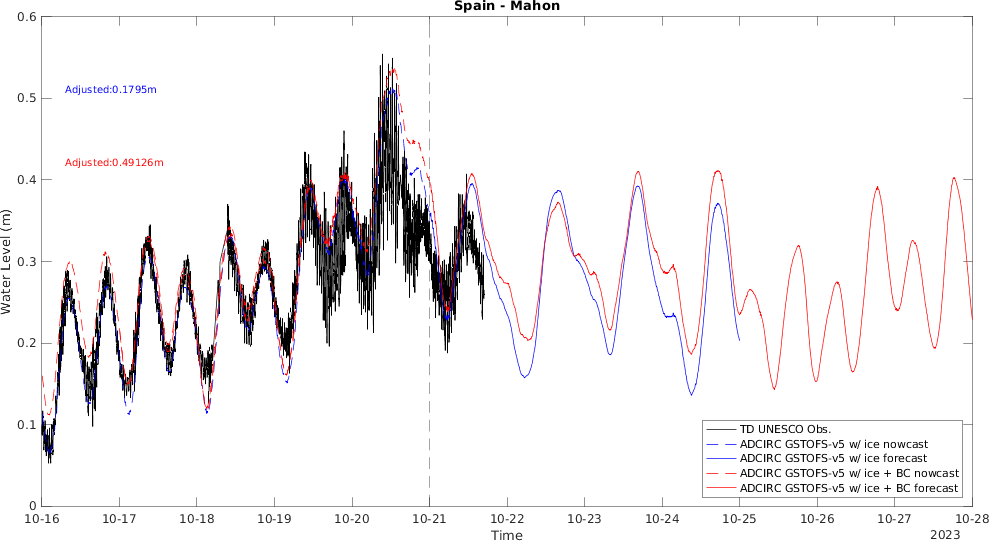 Spain - Mahon
0.6
0.5
0.4
0.3
0.2
0.1
0
Water Level (m)
Adjusted:0.1795m
Adjusted:0.49126m
TD UNESCO Obs.
ADCIRC GSTOFS-v5 w/ ice nowcast
ADCIRC GSTOFS-v5 w/ ice forecast
ADCIRC GSTOFS-v5 w/ ice + BC nowcast
ADCIRC GSTOFS-v5 w/ ice + BC forecast
10-16 10-17 10-18 10-19 10-20 10-21 10-22 10-23 10-24 10-25 10-26 10-27 10-28
Time
2023